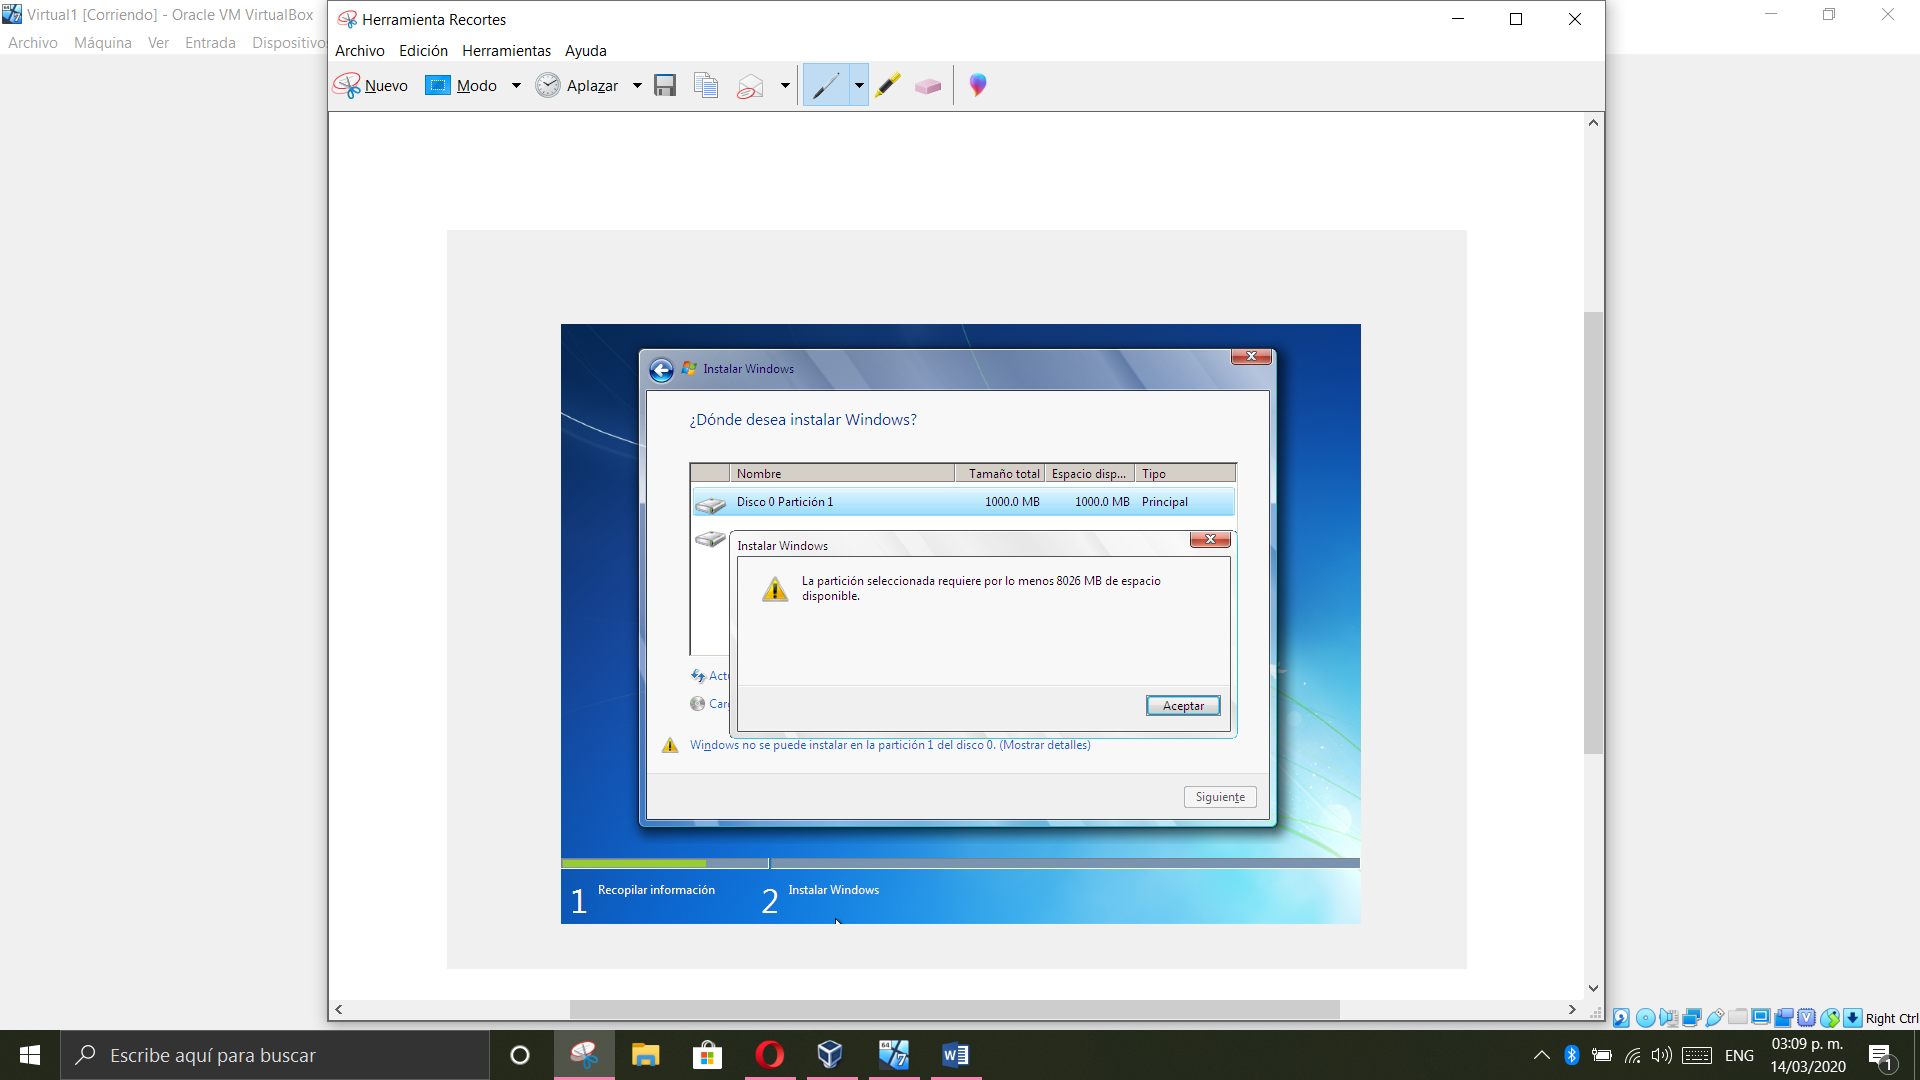 Virtual1 [Corriendo] - Oracle VM VirtualBox
Archivo Máquina Ver Entrada Dispositivos
Herramienta Recortes
Archivo Edición Herramientas Ayuda
Nuevo Modo Aplazar
Instalar Windows
¿Dónde desea instalar Windows?
Nombre Tamaño total Espacio disp... Tipo
Disco 0 Partición 1 1000.0 MB 1000.0 MB Principal
Instalar Windows
La partición seleccionada requiere por lo menos 8026 MB de espacio
disponible.
Actu
Carg
Aceptar
Windows no se puede instalar en la partición 1 del disco 0. (Mostrar detalles)
Siguiente
1 Recopilar información 2 Instalar Windows
Right Ctrl
Escribe aquí para buscar
ENG
03:09 p. m.
14/03/2020
1